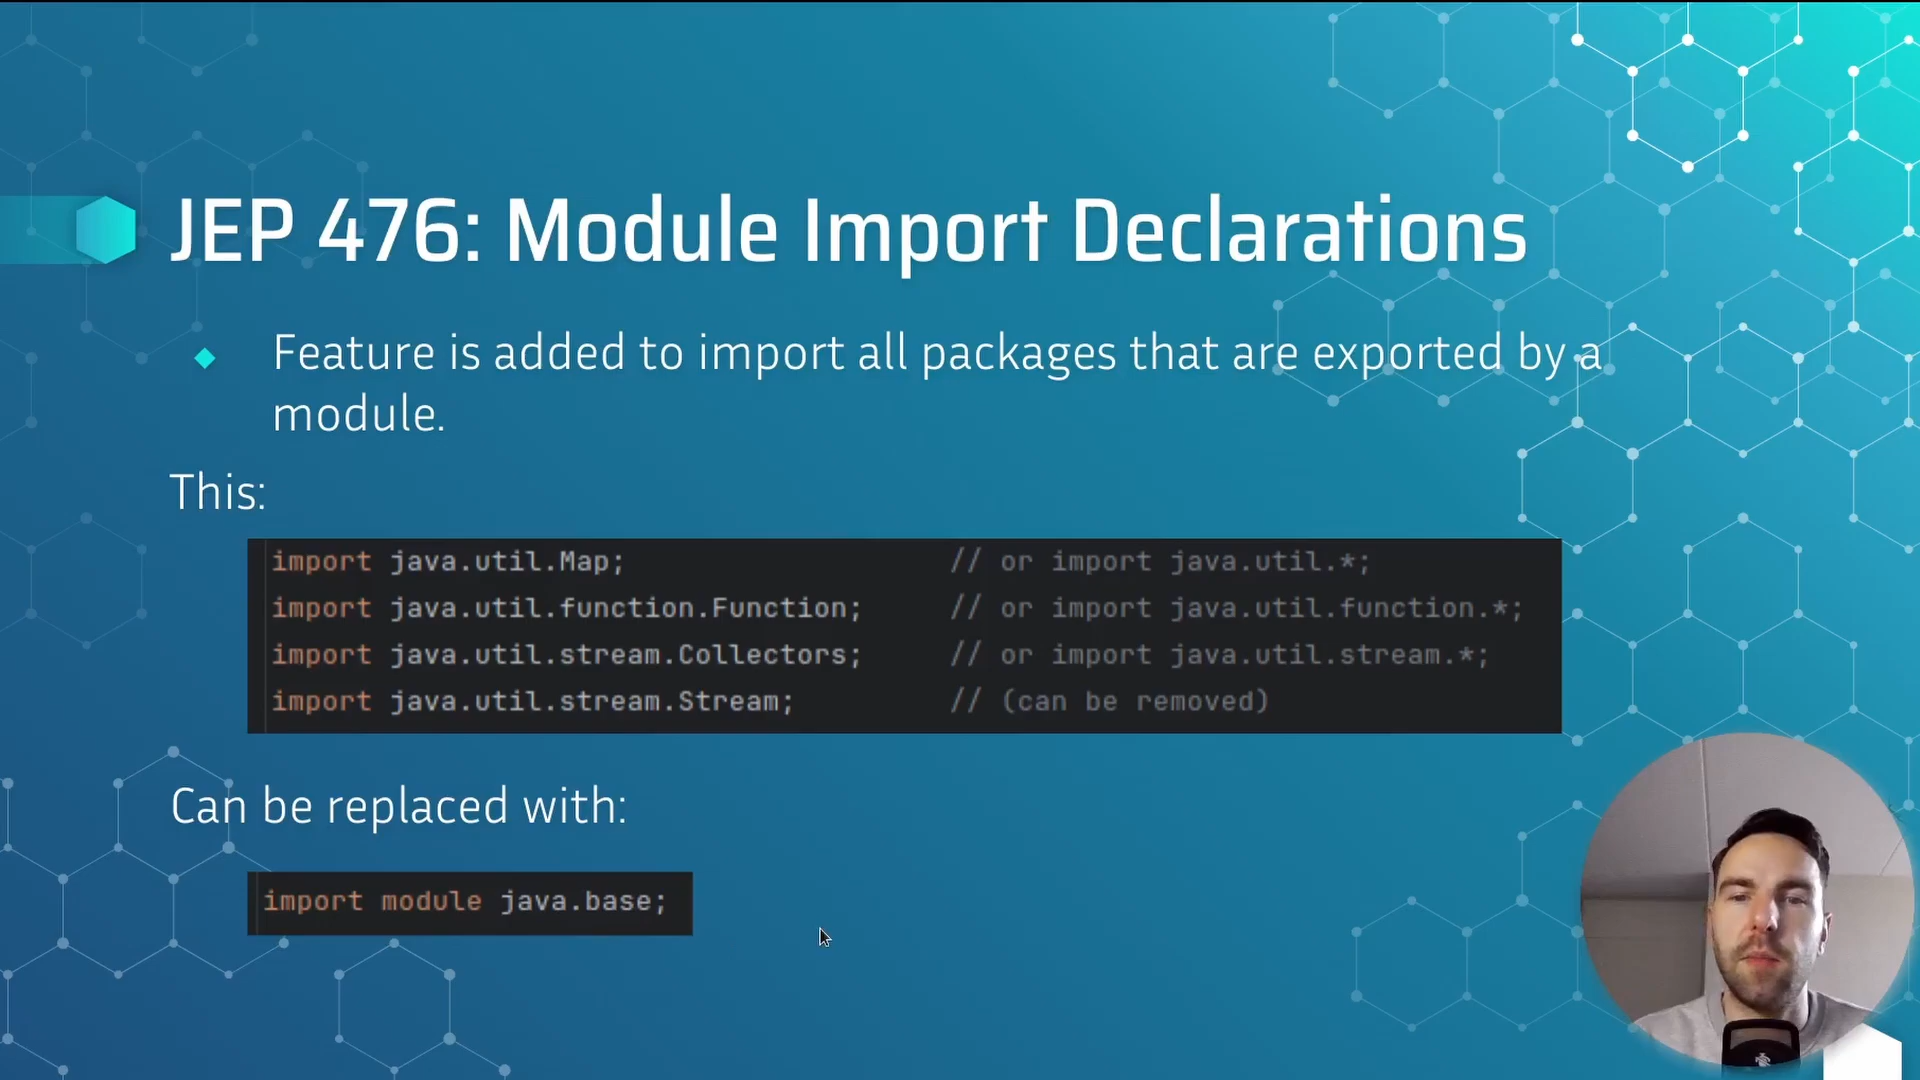 JEP 476: Module Import Declarations
Feature is added to import all packages that are exported by a
module.
This:
import java.util.Map; // or import java.util.*;
import java.util.function.Function; // or import java.util.function.*;
import java.util.stream.Collectors; // or import java.util.stream.*;
import java.util.stream.Stream; // (can be removed)
Can be replaced with:
import module java.base;